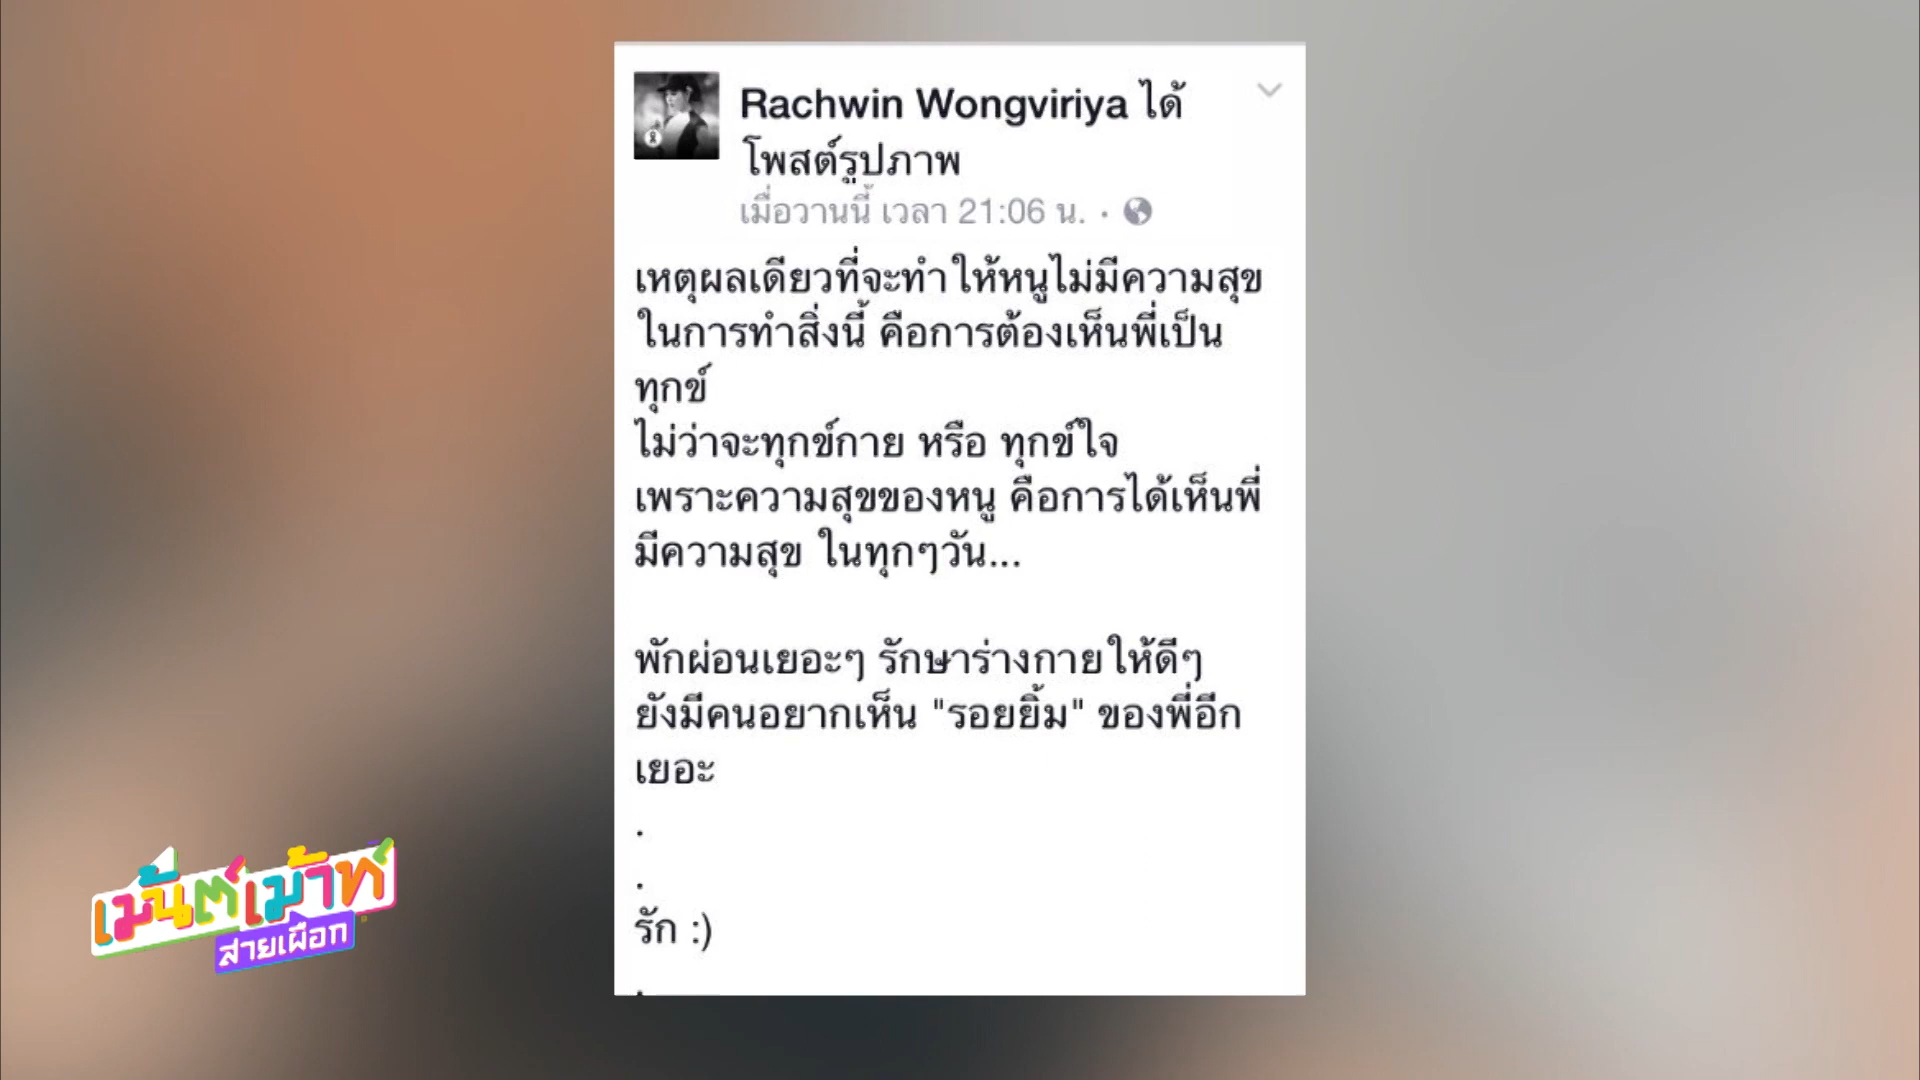 Rachwin Wongviriya ได้
โพสต์รูปภาพ
เมื่อวานนี้ เวลา 21:06 น. ·
เหตุผลเดียวที่จะทำให้หนูไม่มีความสุข
ในการทำสิ่งนี้ คือการต้องเห็นพี่เป็น
ทุกข์
ไม่ว่าจะทุกข์กาย หรือ ทุกข์ใจ
เพราะความสุขของหนู คือการได้เห็นพี่
มีความสุข ในทุกๆวัน...
พักผ่อนเยอะๆ รักษาร่างกายให้ดีๆ
ยังมีคนอยากเห็น "รอยยิ้ม" ของพี่อีก
เยอะ
.
.
รัก :)
เม้นต์เม้าท์
สายเผือก